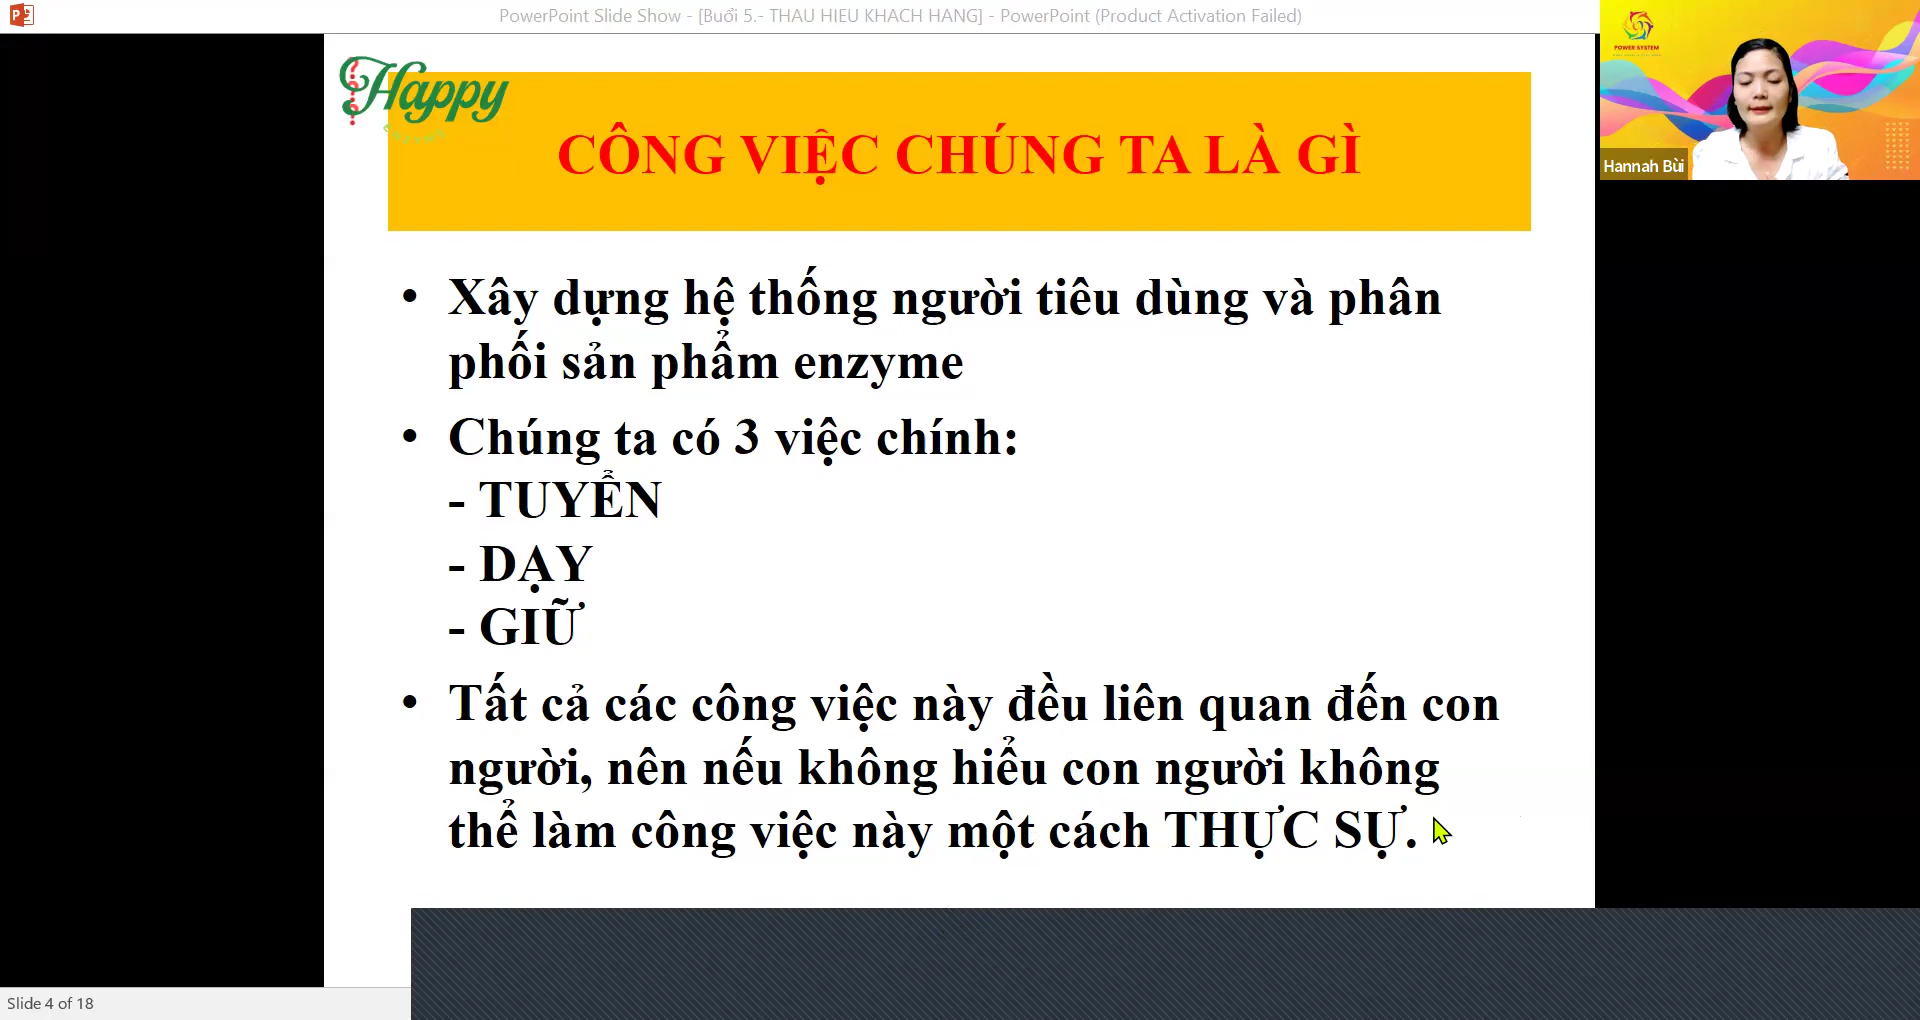 PowerPoint Slide Show - [Buổi 5.- THAU HIEU KHACH HANG] - PowerPoint (Product Activation Failed)
Happy
POWER SYSTEM
Hannah Bùi
CÔNG VIỆC CHÚNG TA LÀ GÌ
• Xây dựng hệ thống người tiêu dùng và phân
phối sản phẩm enzyme
• Chúng ta có 3 việc chính:
- TUYỂN
- DẠY
- GIỮ
• Tất cả các công việc này đều liên quan đến con
người, nên nếu không hiểu con người không
thể làm công việc này một cách THỰC SỰ.
Slide 4 of 18